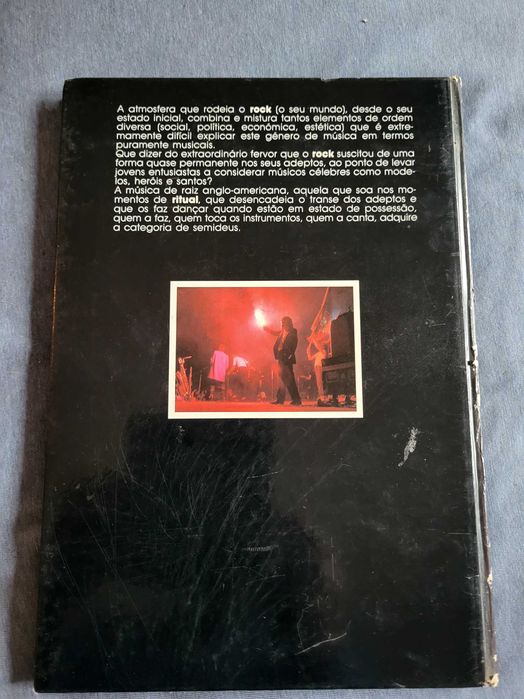 A atmosfera que rodeia o rock (o seu mundo), desde o seu
estado inicial, combina e mistura tantos elementos de ordem
diversa (social, política, económica, estética) que é extre-
mamente difícil explicar este género de música em termos
puramente musicais.
Que dizer do extraordinário fervor que o rock suscitou de uma
forma quase permanente nos seus adeptos, ao ponto de levar
jovens entusiastas a considerar músicos célebres como mode-
los, heróis e santos?
A música de raiz anglo-americana, aquela que soa nos mo-
mentos de ritual, que desencadeia o transe dos adeptos e
que os faz dançar quando estão em estado de possessão,
quem a faz, quem toca os instrumentos, quem a canta, adquire
a categoria de semideus.